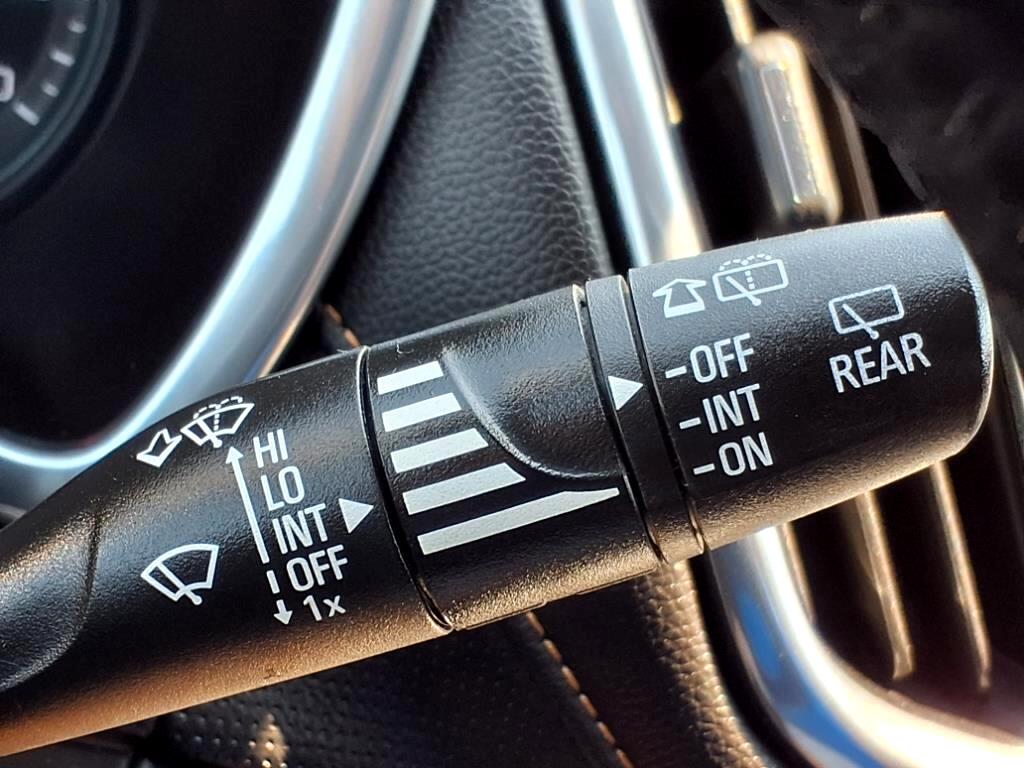 HI
LO
INT
OFF
1x
-OFF
-INT
-ON
REAR